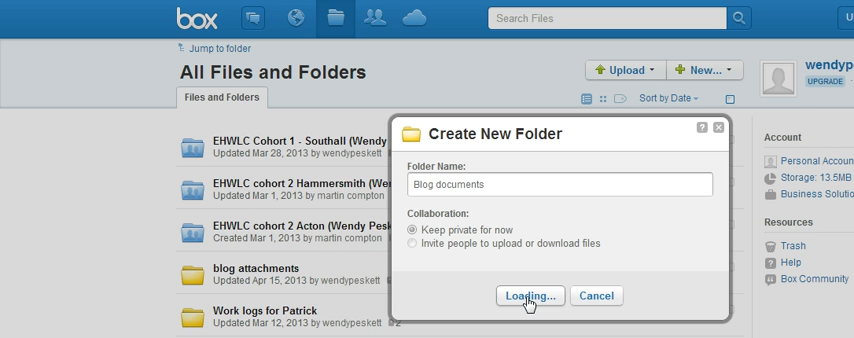 box
Search Files
Jump to folder
All Files and Folders
Upload
New...
wendype
UPGRADE
Files and Folders
Sort by Date
EHWLC Cohort 1 - Southall (Wendy
Updated Mar 28, 2013 by wendypeskett
EHWLC cohort 2 Hammersmith (We
Updated Mar 1, 2013 by martin compton
EHWLC cohort 2 Acton (Wendy Pesk
Created Mar 1, 2013 by martin compton
blog attachments
Updated Apr 15, 2013 by wendypeskett
Work logs for Patrick
Updated Mar 12, 2013 by wendypeskett 2
Create New Folder
?
Folder Name:
Blog documents
Collaboration:
Keep private for now
Invite people to upload or download files
Loading...
Cancel
Account
Personal Accoun
Storage: 13.5MB
Business Solutio
Resources
Trash
Help
Box Community